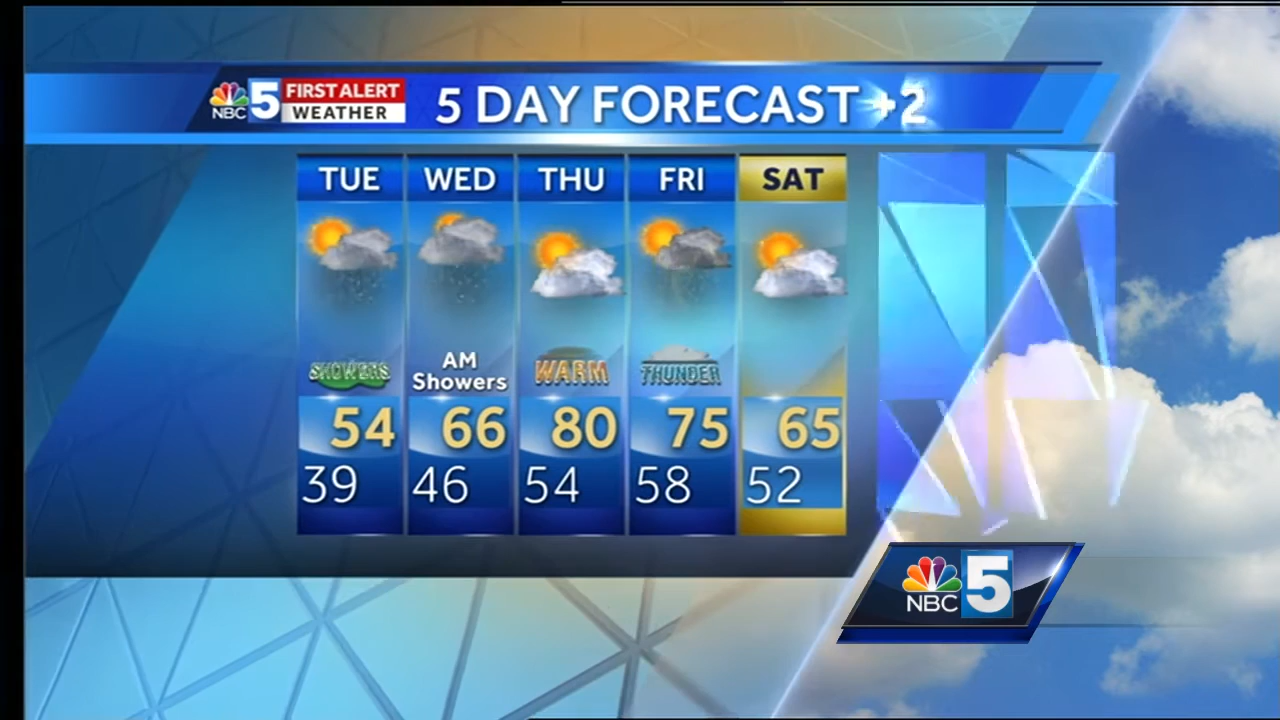 NBC 5 FIRST ALERT
WEATHER
5 DAY FORECAST +2
TUE WED THU FRI SAT
SHOWERS
AM
Showers
WARM
THUNDER
54 66 80 75 65
39 46 54 58 52
NBC 5